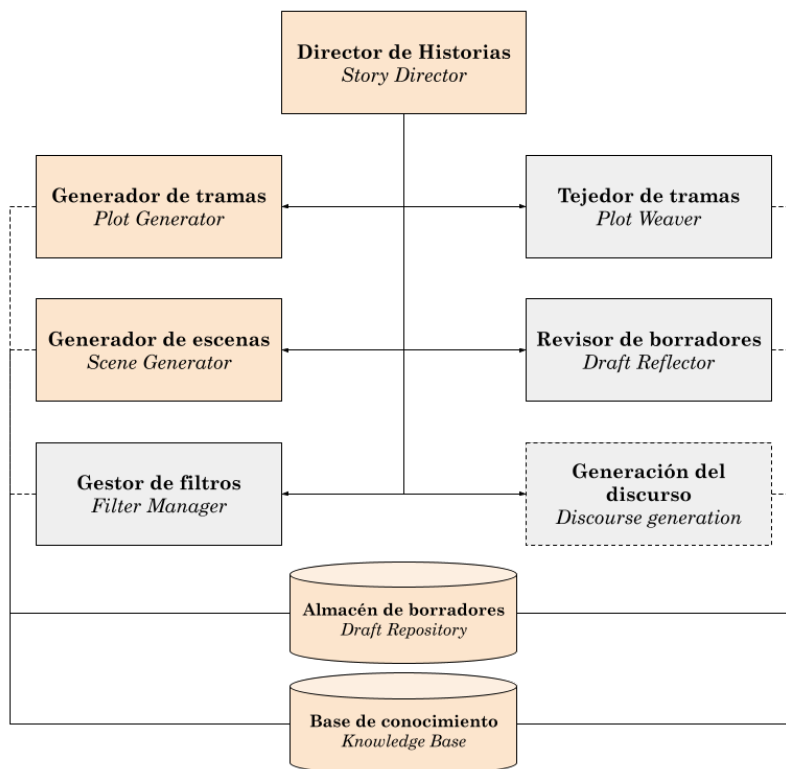 Director de Historias
Story Director
Generador de tramas
Plot Generator
Tejedor de tramas
Plot Weaver
Generador de escenas
Scene Generator
Revisor de borradores
Draft Reflector
Gestor de filtros
Filter Manager
Generación del
discurso
Discourse generation
Almacén de borradores
Draft Repository
Base de conocimiento
Knowledge Base